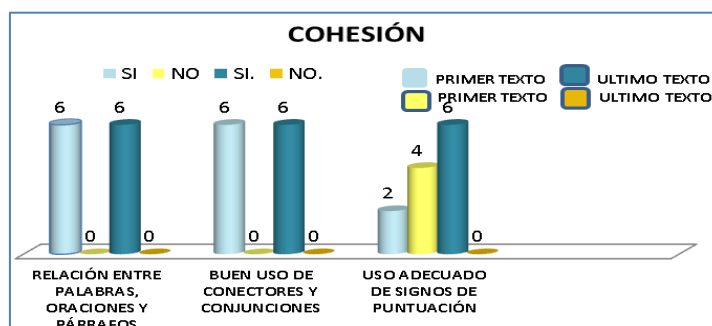 COHESIÓN
SI NO SI. NO.
PRIMER TEXTO ULTIMO TEXTO
PRIMER TEXTO ULTIMO TEXTO
6 0 6 0 6 0 6 0 2 4 6 0
RELACIÓN ENTRE
PALABRAS,
ORACIONES Y
PÁRRAFOS
BUEN USO DE
CONECTORES Y
CONJUNCIONES
USO ADECUADO
DE SIGNOS DE
PUNTUACIÓN